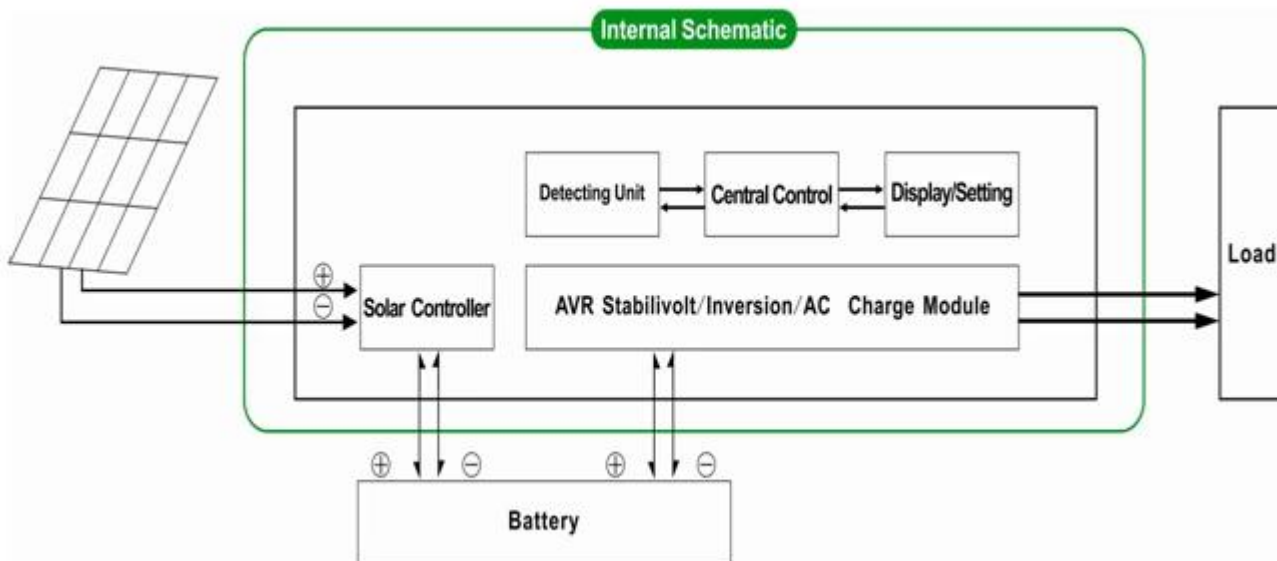 Internal Schematic
Detecting Unit
Central Control
Display/Setting
Load
⊕
⊖
Solar Controller
AVR Stabilivolt/Inversion/AC Charge Module
⊕ ⊖ ⊕ ⊖
Battery